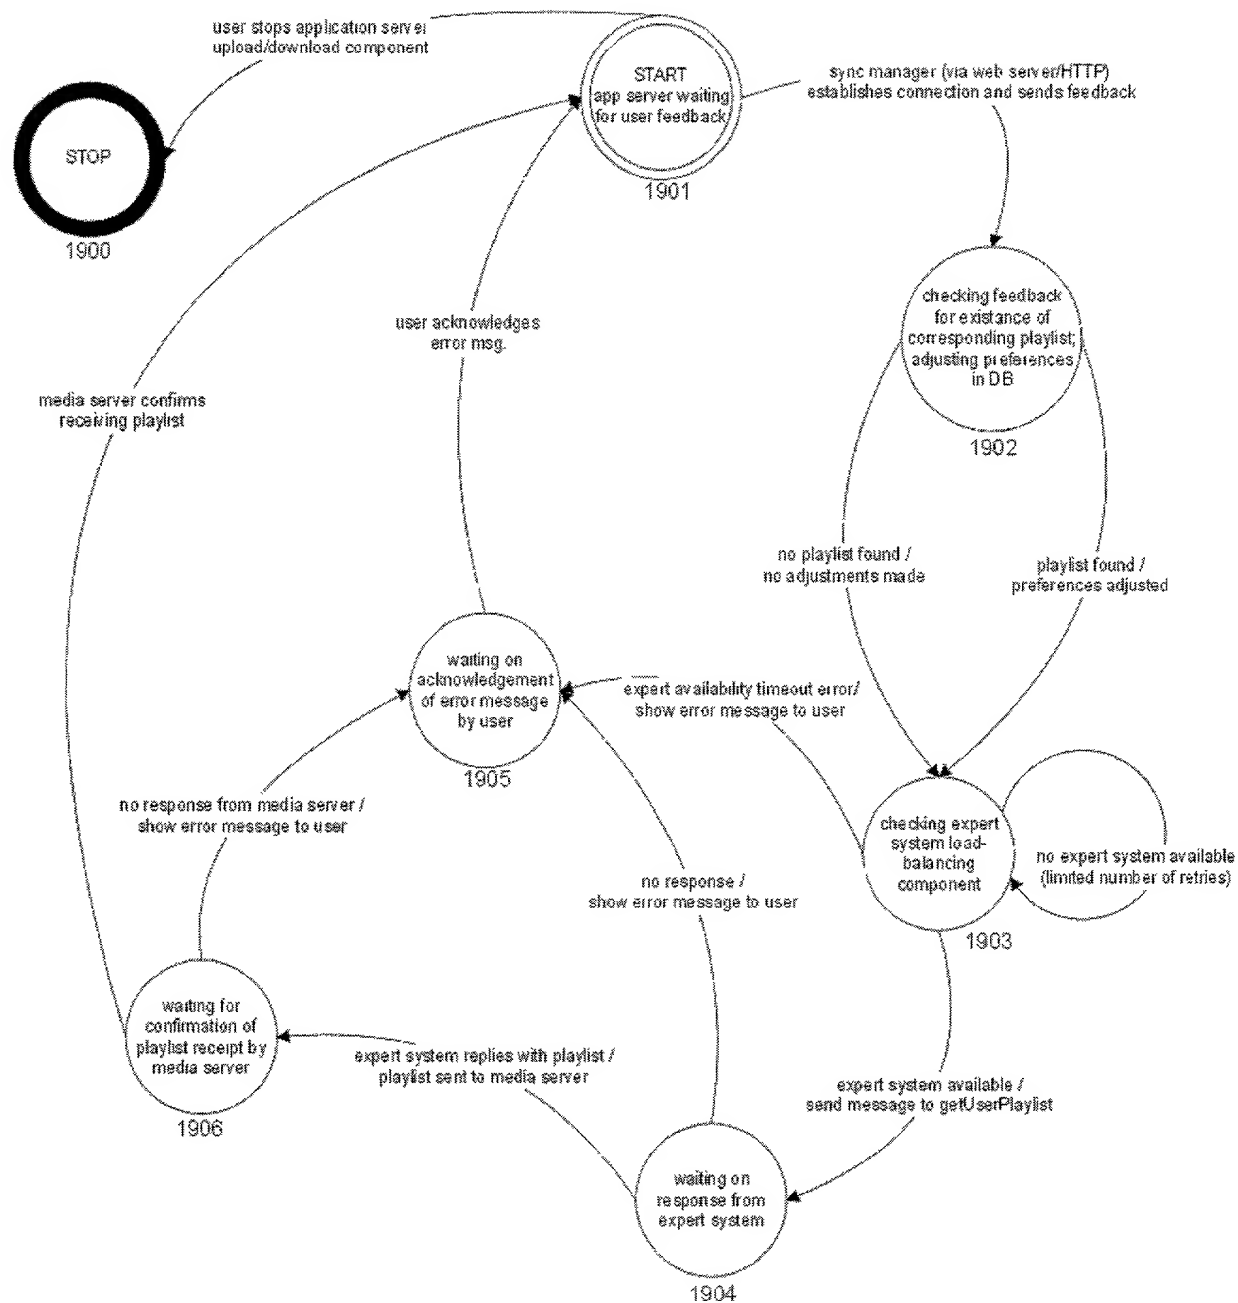 user stops application server
upload/download component
START
app server waiting
for user feedback
1901
sync manager (via web server/HTTP)
establishes connection and sends feedback
STOP
1900
checking feedback
for existance of
corresponding playlist;
adjusting preferences
in DB
1902
user acknowledges
error msg.
media server confirms
receiving playlist
no playlist found /
no adjustments made
playlist found /
preferences adjusted
waiting on
acknowledgement
of error message
by user
1905
expert availability timeout error/
show error message to user
no response from media server /
show error message to user
checking expert
system load-
balancing
component
1903
no expert system available
(limited number of retries)
no response /
show error message to user
waiting for
confirmation of
playlist receipt by
media server
1906
expert system replies with playlist /
playlist sent to media server
expert system available /
send message to getUserPlaylist
waiting on
response from
expert system
1904